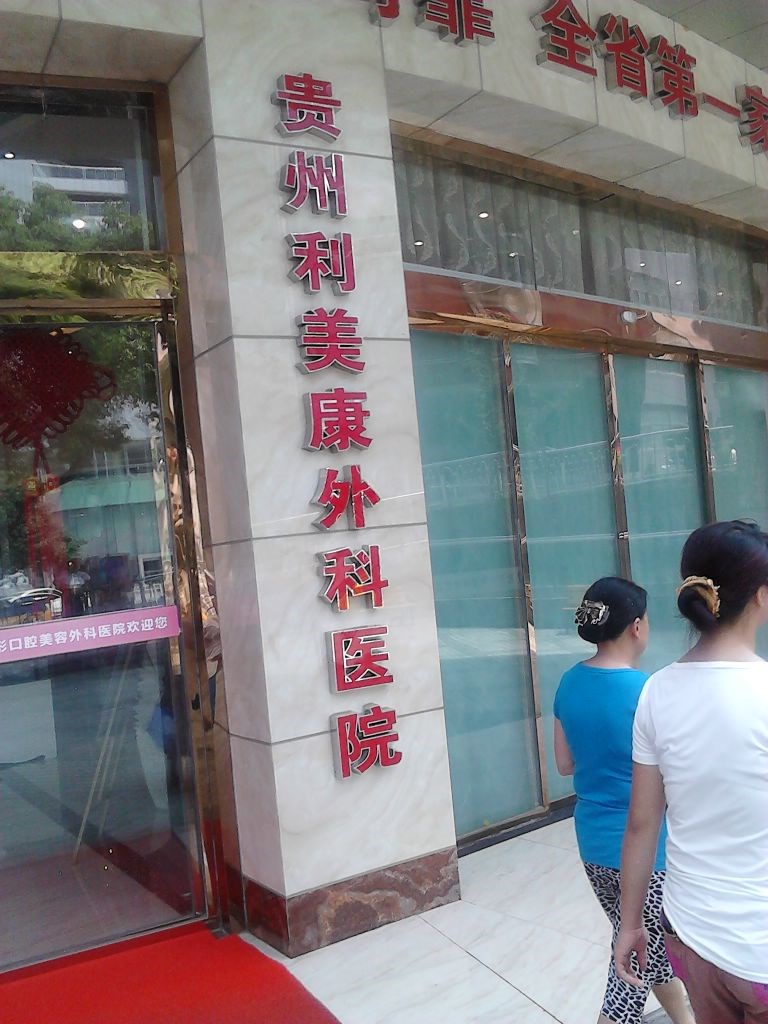 菲 全省第一家
贵州利美康外科医院
口腔美容外科医院欢迎您